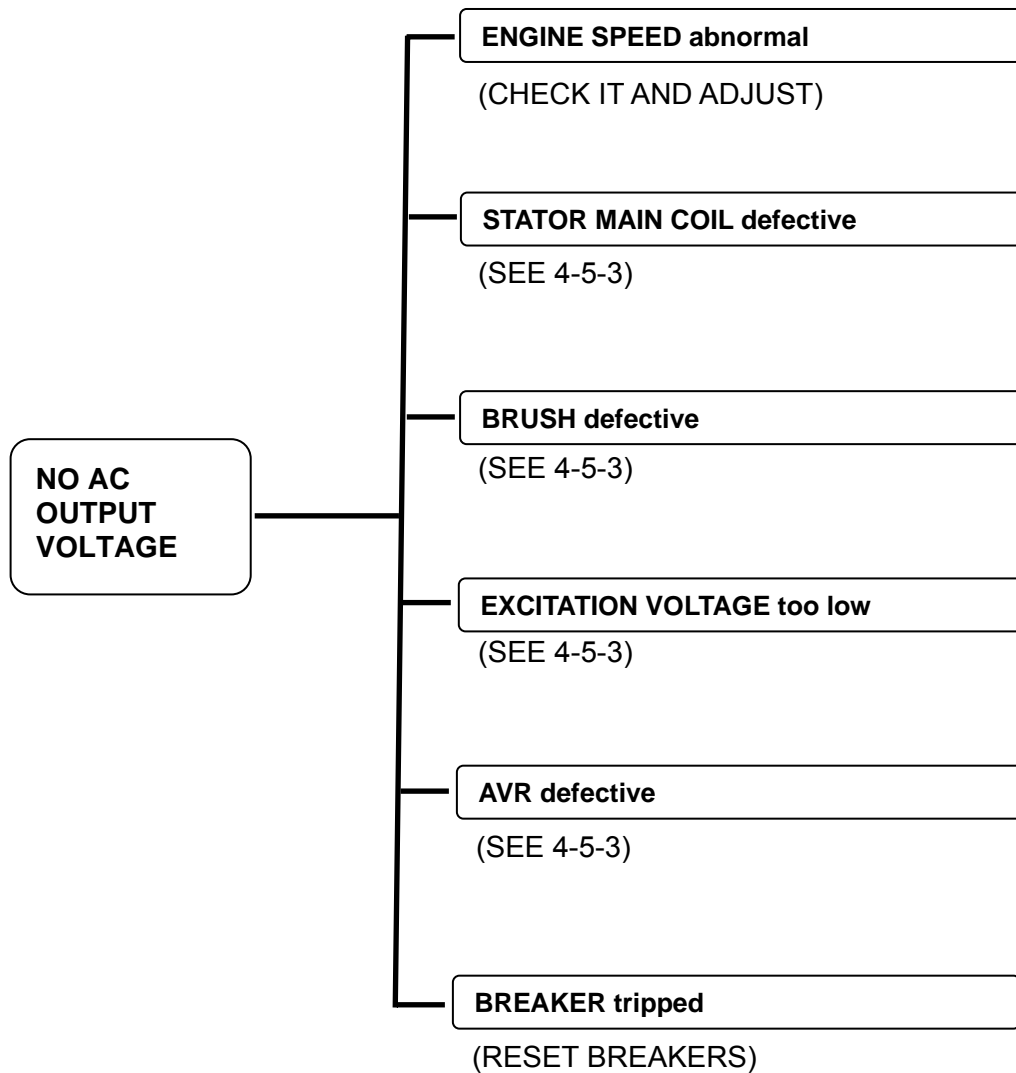 ENGINE SPEED abnormal
(CHECK IT AND ADJUST)
STATOR MAIN COIL defective
(SEE 4-5-3)
BRUSH defective
(SEE 4-5-3)
NO AC
OUTPUT
VOLTAGE
EXCITATION VOLTAGE too low
(SEE 4-5-3)
AVR defective
(SEE 4-5-3)
BREAKER tripped
(RESET BREAKERS)